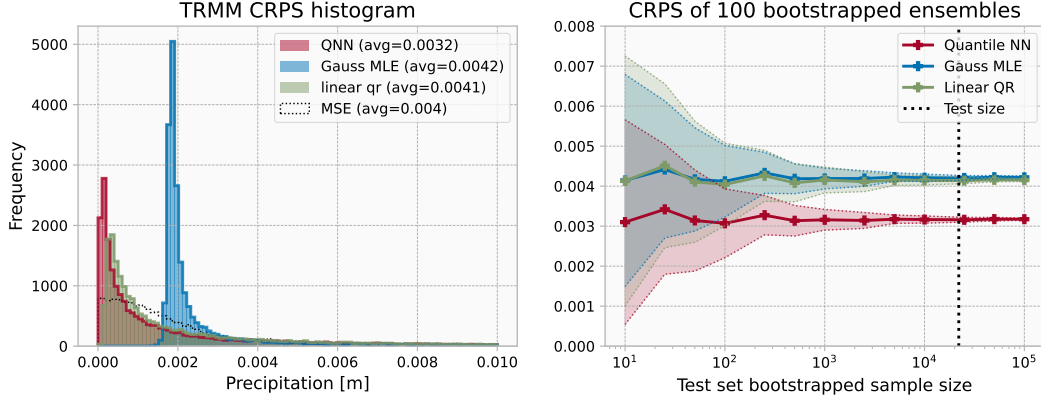 TRMM CRPS histogram
QNN (avg=0.0032)
Gauss MLE (avg=0.0042)
linear qr (avg=0.0041)
MSE (avg=0.004)
Frequency
5000
4000
3000
2000
1000
0
0.000 0.002 0.004 0.006 0.008 0.010
Precipitation [m]
CRPS of 100 bootstrapped ensembles
Quantile NN
Gauss MLE
Linear QR
Test size
0.008
0.007
0.006
0.005
0.004
0.003
0.002
0.001
0.000
10¹ 10² 10³ 10⁴ 10⁵
Test set bootstrapped sample size